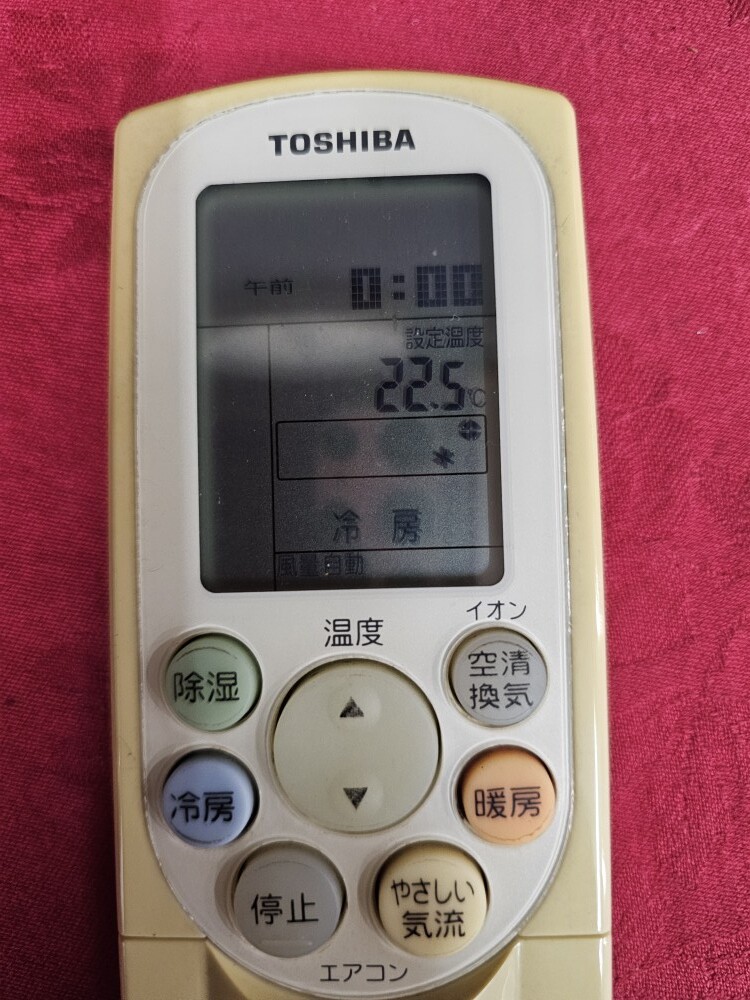 TOSHIBA
午前 0:00
設定温度
22.5℃
冷房
風量自動
温度
イオン
除湿
空清
換気
冷房
暖房
停止
やさしい
気流
エアコン